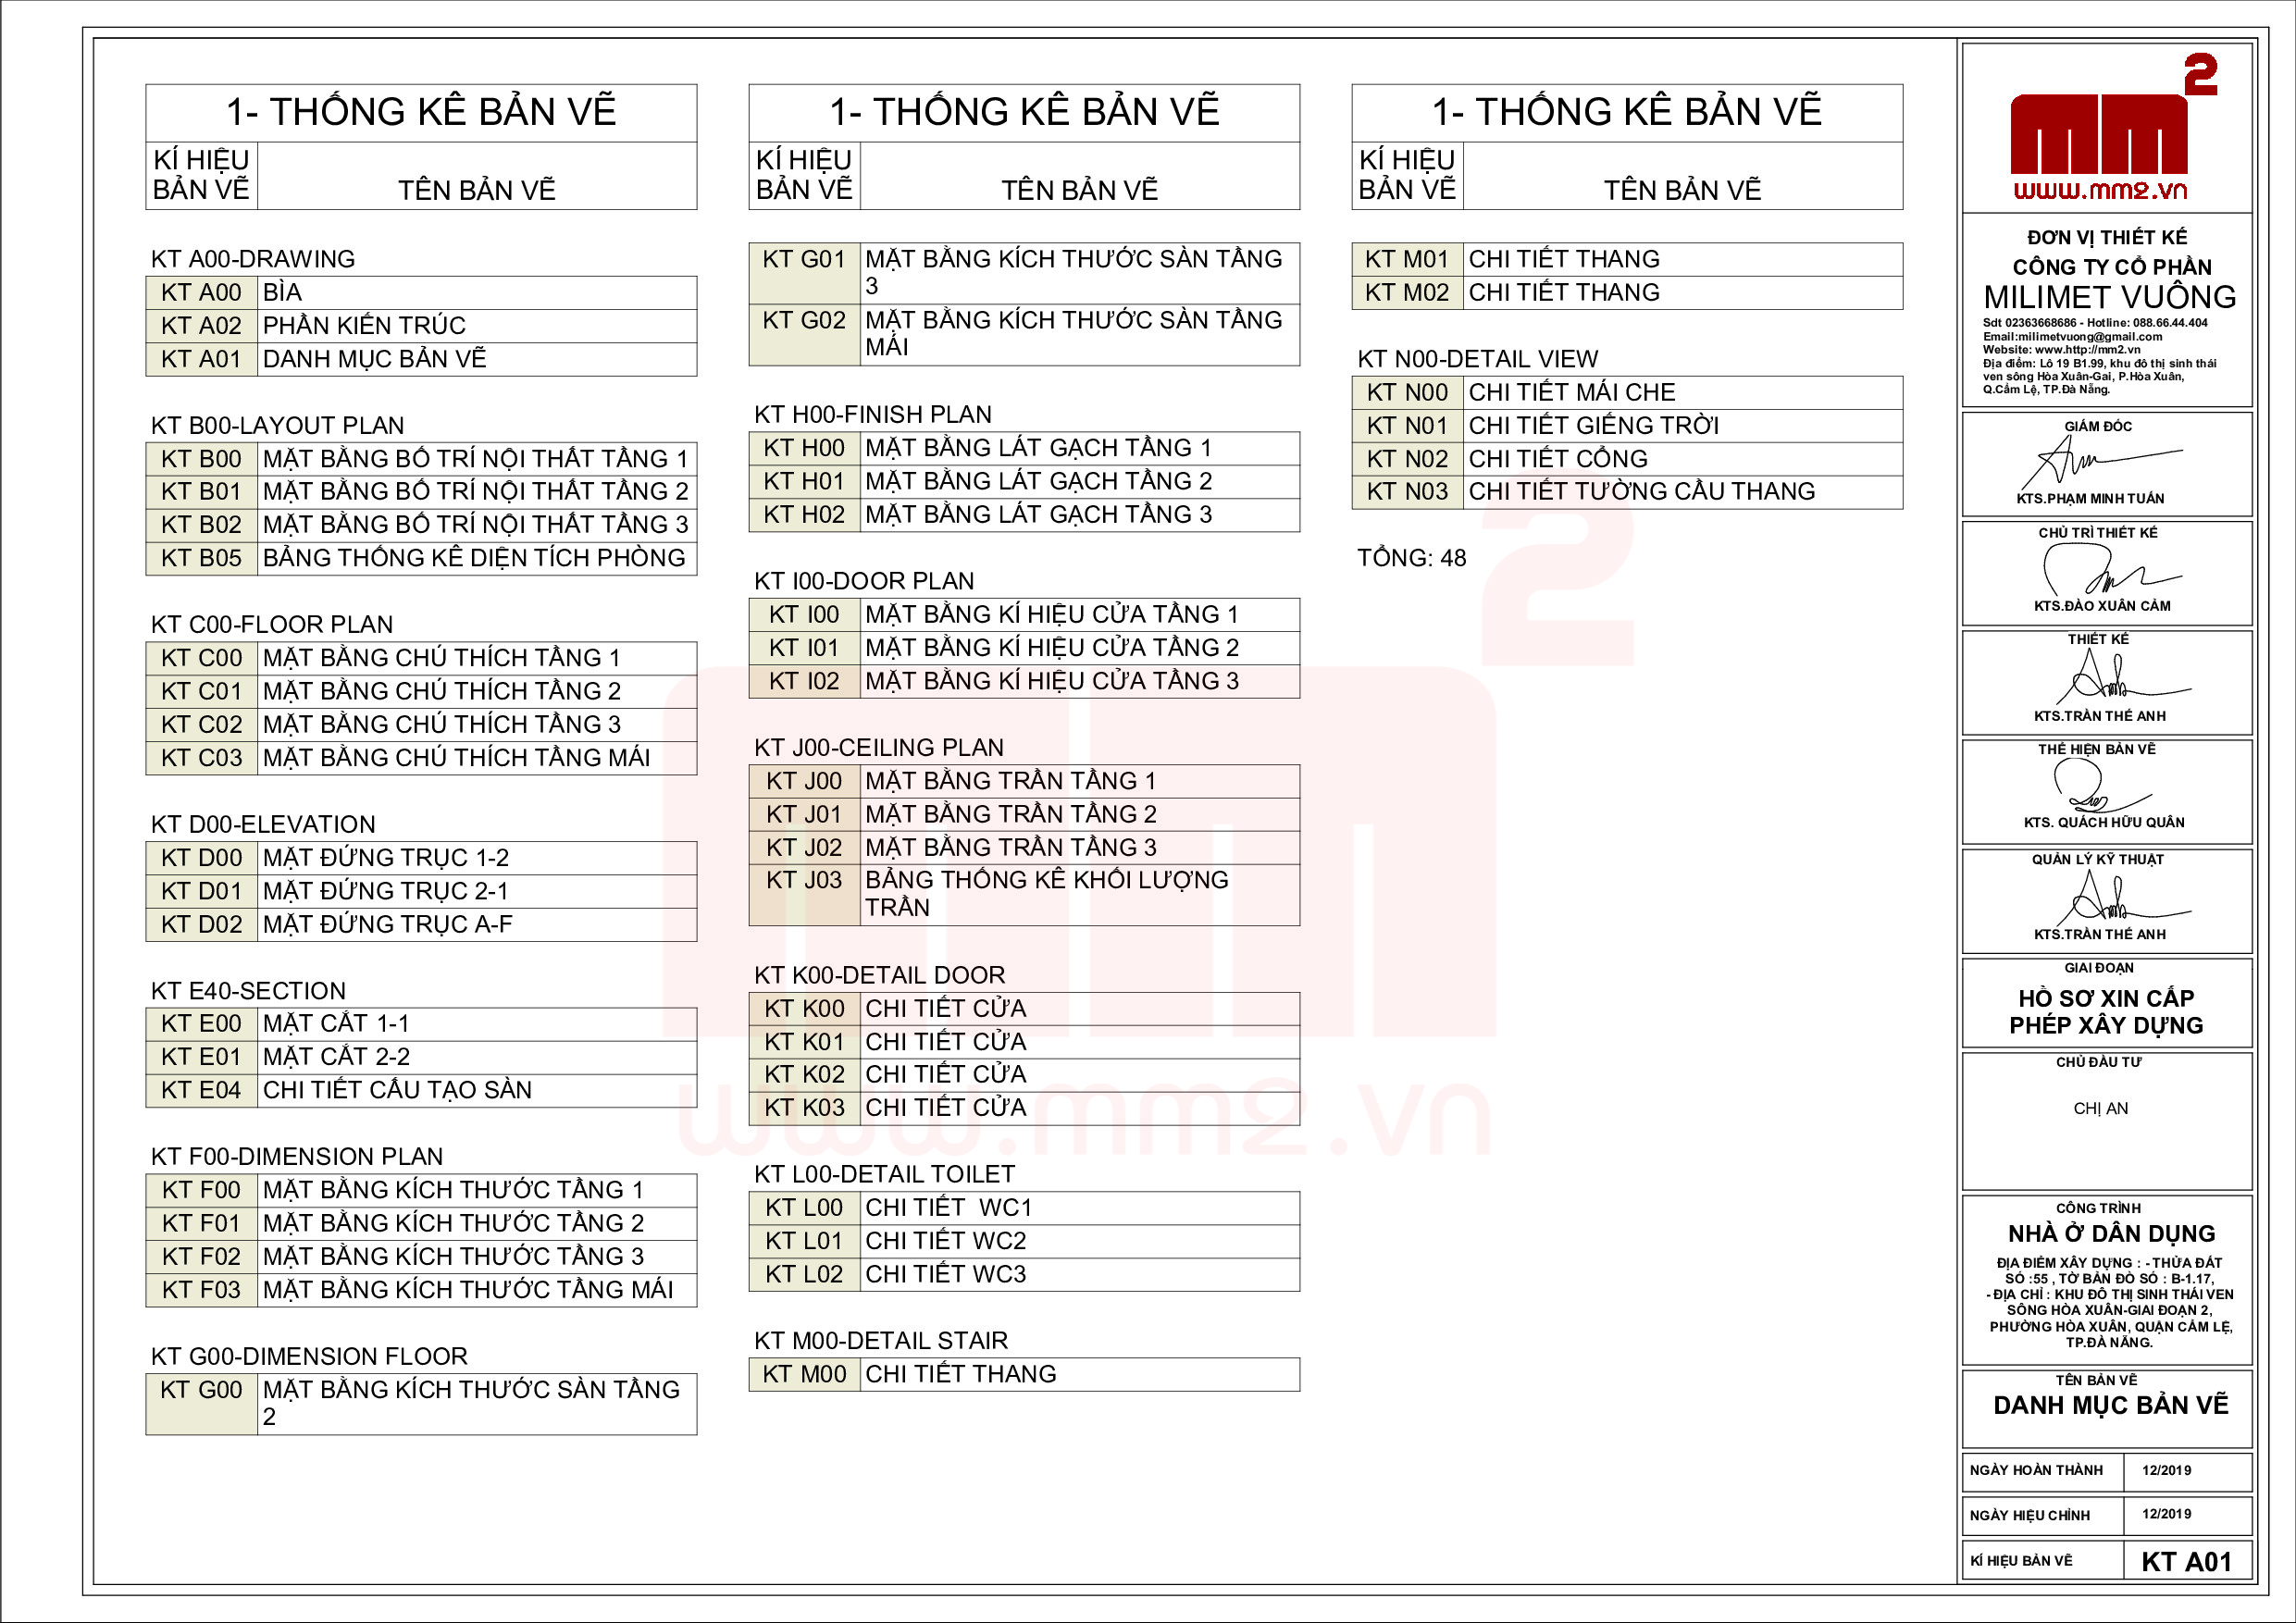 1- THỐNG KÊ BẢN VẼ
KÍ HIỆU
BẢN VẼ TÊN BẢN VẼ
KT A00-DRAWING
KT A00 BÌA
KT A02 PHẦN KIẾN TRÚC
KT A01 DANH MỤC BẢN VẼ
KT B00-LAYOUT PLAN
KT B00 MẶT BẰNG BỐ TRÍ NỘI THẤT TẦNG 1
KT B01 MẶT BẰNG BỐ TRÍ NỘI THẤT TẦNG 2
KT B02 MẶT BẰNG BỐ TRÍ NỘI THẤT TẦNG 3
KT B05 BẢNG THỐNG KÊ DIỆN TÍCH PHÒNG
KT C00-FLOOR PLAN
KT C00 MẶT BẰNG CHÚ THÍCH TẦNG 1
KT C01 MẶT BẰNG CHÚ THÍCH TẦNG 2
KT C02 MẶT BẰNG CHÚ THÍCH TẦNG 3
KT C03 MẶT BẰNG CHÚ THÍCH TẦNG MÁI
KT D00-ELEVATION
KT D00 MẶT ĐỨNG TRỤC 1-2
KT D01 MẶT ĐỨNG TRỤC 2-1
KT D02 MẶT ĐỨNG TRỤC A-F
KT E40-SECTION
KT E00 MẶT CẮT 1-1
KT E01 MẶT CẮT 2-2
KT E04 CHI TIẾT CẤU TẠO SÀN
KT F00-DIMENSION PLAN
KT F00 MẶT BẰNG KÍCH THƯỚC TẦNG 1
KT F01 MẶT BẰNG KÍCH THƯỚC TẦNG 2
KT F02 MẶT BẰNG KÍCH THƯỚC TẦNG 3
KT F03 MẶT BẰNG KÍCH THƯỚC TẦNG MÁI
KT G00-DIMENSION FLOOR
KT G00 MẶT BẰNG KÍCH THƯỚC SÀN TẦNG
2
1- THỐNG KÊ BẢN VẼ
KÍ HIỆU
BẢN VẼ TÊN BẢN VẼ
KT G01 MẶT BẰNG KÍCH THƯỚC SÀN TẦNG
3
KT G02 MẶT BẰNG KÍCH THƯỚC SÀN TẦNG
MÁI
KT H00-FINISH PLAN
KT H00 MẶT BẰNG LÁT GẠCH TẦNG 1
KT H01 MẶT BẰNG LÁT GẠCH TẦNG 2
KT H02 MẶT BẰNG LÁT GẠCH TẦNG 3
KT I00-DOOR PLAN
KT I00 MẶT BẰNG KÍ HIỆU CỬA TẦNG 1
KT I01 MẶT BẰNG KÍ HIỆU CỬA TẦNG 2
KT I02 MẶT BẰNG KÍ HIỆU CỬA TẦNG 3
KT J00-CEILING PLAN
KT J00 MẶT BẰNG TRẦN TẦNG 1
KT J01 MẶT BẰNG TRẦN TẦNG 2
KT J02 MẶT BẰNG TRẦN TẦNG 3
KT J03 BẢNG THỐNG KÊ KHỐI LƯỢNG
TRẦN
KT K00-DETAIL DOOR
KT K00 CHI TIẾT CỬA
KT K01 CHI TIẾT CỬA
KT K02 CHI TIẾT CỬA
KT K03 CHI TIẾT CỬA
KT L00-DETAIL TOILET
KT L00 CHI TIẾT WC1
KT L01 CHI TIẾT WC2
KT L02 CHI TIẾT WC3
KT M00-DETAIL STAIR
KT M00 CHI TIẾT THANG
1- THỐNG KÊ BẢN VẼ
KÍ HIỆU
BẢN VẼ TÊN BẢN VẼ
KT M01 CHI TIẾT THANG
KT M02 CHI TIẾT THANG
KT N00-DETAIL VIEW
KT N00 CHI TIẾT MÁI CHE
KT N01 CHI TIẾT GIẾNG TRỜI
KT N02 CHI TIẾT CỔNG
KT N03 CHI TIẾT TƯỜNG CẦU THANG
TỔNG: 48
mm2
www.mm2.vn
mm2
www.mm2.vn
ĐƠN VỊ THIẾT KẾ
CÔNG TY CỔ PHẦN
MILIMET VUÔNG
Sdt 02363668686 - Hotline: 088.66.44.404
Email:milimetvuong@gmail.com
Website: www.http://mm2.vn
Địa điểm: Lô 19 B1.99, khu đô thị sinh thái
ven sông Hòa Xuân-Gai, P.Hòa Xuân,
Q.Cẩm Lệ, TP.Đà Nẵng.
GIÁM ĐỐC
KTS.PHẠM MINH TUẤN
CHỦ TRÌ THIẾT KẾ
KTS.ĐÀO XUÂN CẢM
THIẾT KẾ
KTS.TRẦN THẾ ANH
THỂ HIỆN BẢN VẼ
KTS. QUÁCH HỮU QUÂN
QUẢN LÝ KỸ THUẬT
KTS.TRẦN THẾ ANH
GIAI ĐOẠN
HỒ SƠ XIN CẤP
PHÉP XÂY DỰNG
CHỦ ĐẦU TƯ
CHỊ AN
CÔNG TRÌNH
NHÀ Ở DÂN DỤNG
ĐỊA ĐIỂM XÂY DỰNG : - THỬA ĐẤT
SỐ :55 , TỜ BẢN ĐỒ SỐ : B-1.17,
- ĐỊA CHỈ : KHU ĐÔ THỊ SINH THÁI VEN
SÔNG HÒA XUÂN-GIAI ĐOẠN 2,
PHƯỜNG HÒA XUÂN, QUẬN CẨM LỆ,
TP.ĐÀ NẴNG.
TÊN BẢN VẼ
DANH MỤC BẢN VẼ
NGÀY HOÀN THÀNH 12/2019
NGÀY HIỆU CHỈNH 12/2019
KÍ HIỆU BẢN VẼ KT A01